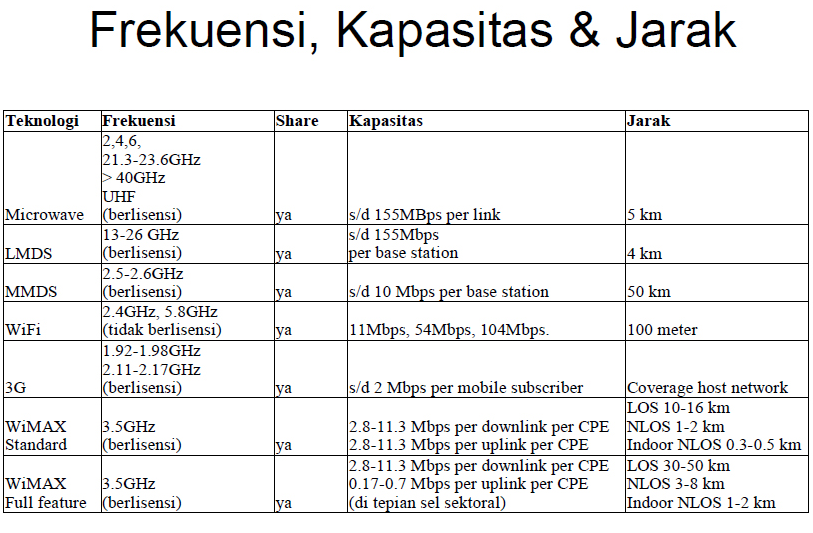 Frekuensi, Kapasitas & Jarak
Teknologi Frekuensi Share Kapasitas Jarak
2,4,6,
21.3-23.6GHz
> 40GHz
UHF
Microwave (berlisensi) ya s/d 155MBps per link 5 km
13-26 GHz s/d 155Mbps
LMDS (berlisensi) ya per base station 4 km
2.5-2.6GHz
MMDS (berlisensi) ya s/d 10 Mbps per base station 50 km
2.4GHz, 5.8GHz
WiFi (tidak berlisensi) ya 11Mbps, 54Mbps, 104Mbps. 100 meter
1.92-1.98GHz
2.11-2.17GHz
3G (berlisensi) ya s/d 2 Mbps per mobile subscriber Coverage host network
LOS 10-16 km
WiMAX 3.5GHz 2.8-11.3 Mbps per downlink per CPE NLOS 1-2 km
Standard (berlisensi) ya 2.8-11.3 Mbps per uplink per CPE Indoor NLOS 0.3-0.5 km
2.8-11.3 Mbps per downlink per CPE LOS 30-50 km
WiMAX 3.5GHz 0.17-0.7 Mbps per uplink per CPE NLOS 3-8 km
Full feature (berlisensi) ya (di tepian sel sektoral) Indoor NLOS 1-2 km